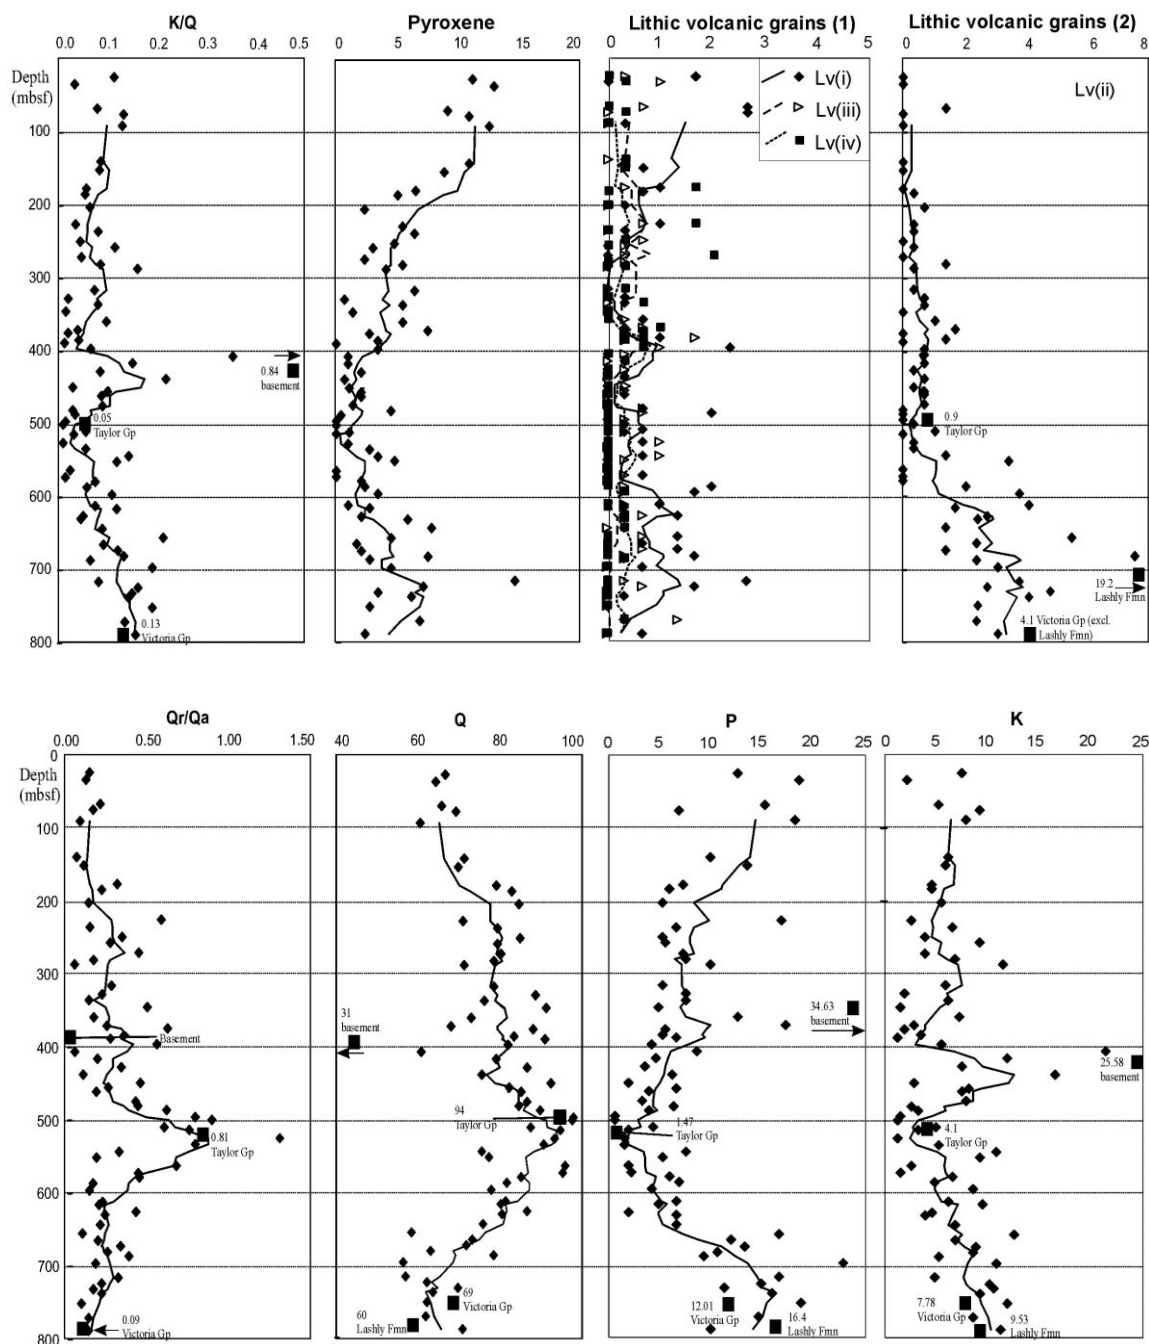 K/Q
Pyroxene
Lithic volcanic grains (1)
Lithic volcanic grains (2)
0.0 0.1 0.2 0.3 0.4 0.5
0 5 10 15 20
0 1 2 3 4 5
0 2 4 6 8
Depth
(mbsf)
100
200
300
400
500
600
700
800
0.84
basement
0.05
Taylor Gp
0.13
Victoria Gp
Lv(i)
Lv(iii)
Lv(iv)
Lv(ii)
0.9
Taylor Gp
19.2
Lashly Fmn
4.1 Victoria Gp (excl.
Lashly Fmn)
Qr/Qa
Q
P
K
0.00 0.50 1.00 1.50
40 60 80 100
0 5 10 15 20 25
0 5 10 15 20 25
0
Depth
(mbsf)
100
200
300
400
500
600
700
800
Basement
0.81
Taylor Gp
0.09
Victoria Gp
31
basement
94
Taylor Gp
69
Victoria Gp
60
Lashly Fmn
34.63
basement
1.47
Taylor Gp
12.01
Victoria Gp
16.4
Lashly Fmn
25.58
basement
4.1
Taylor Gp
7.78
Victoria Gp
9.53
Lashly Fmn